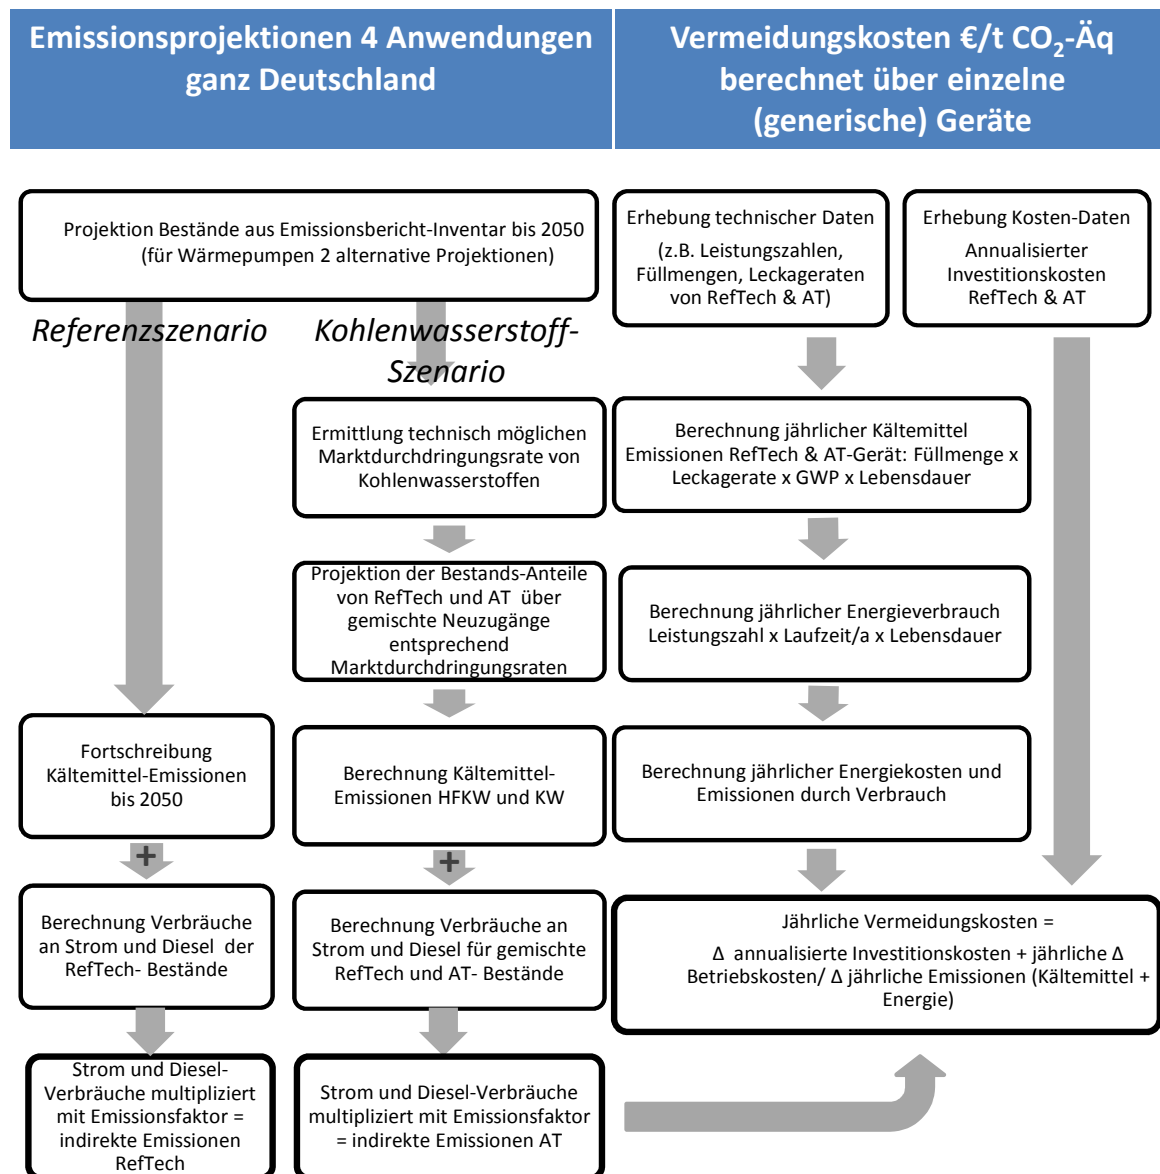 Emissionsprojektionen 4 Anwendungen
ganz Deutschland
Vermeidungskosten €/t CO₂-Äq
berechnet über einzelne
(generische) Geräte
Projektion Bestände aus Emissionsbericht-Inventar bis 2050
(für Wärmepumpen 2 alternative Projektionen)
Referenzszenario
Kohlenwasserstoff-
Szenario
Ermittlung technisch möglichen
Marktdurchdringungsrate von
Kohlenwasserstoffen
Projektion der Bestands-Anteile
von RefTech und AT über
gemischte Neuzugänge
entsprechend
Marktdurchdringungsraten
Fortschreibung
Kältemittel-Emissionen
bis 2050
+
Berechnung Verbräuche
an Strom und Diesel der
RefTech- Bestände
Strom und Diesel-
Verbräuche multipliziert
mit Emissionsfaktor =
indirekte Emissionen
RefTech
Berechnung Kältemittel-
Emissionen HFKW und KW
+
Berechnung Verbräuche an
Strom und Diesel für gemischte
RefTech und AT- Bestände
Strom und Diesel-Verbräuche
multipliziert mit Emissionsfaktor
= indirekte Emissionen AT
Erhebung technischer Daten
(z.B. Leistungszahlen,
Füllmengen, Leckageraten
von RefTech & AT)
Erhebung Kosten-Daten
Annualisierter
Investitionskosten
RefTech & AT
Berechnung jährlicher Kältemittel
Emissionen RefTech & AT-Gerät: Füllmenge x
Leckagerate x GWP x Lebensdauer
Berechnung jährlicher Energieverbrauch
Leistungszahl x Laufzeit/a x Lebensdauer
Berechnung jährlicher Energiekosten und
Emissionen durch Verbrauch
Jährliche Vermeidungskosten =
Δ annualisierte Investitionskosten + jährliche Δ
Betriebskosten/ Δ jährliche Emissionen (Kältemittel +
Energie)